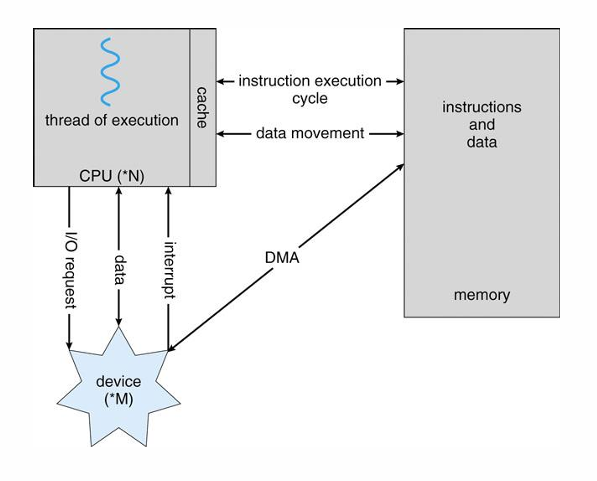 thread of execution
cache
CPU (*N)
instruction execution
cycle
data movement
instructions
and
data
memory
I/O request
data
interrupt
DMA
device
(*M)